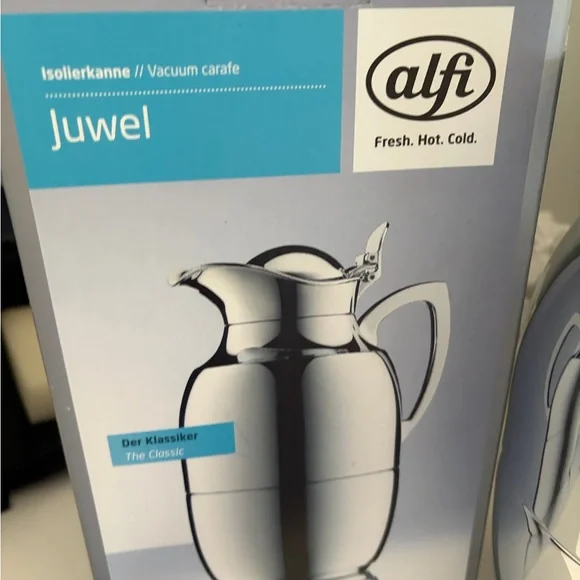 Isolierkanne // Vacuum carafe
Juwel
alfi
Fresh. Hot. Cold.
Der Klassiker
The Classic